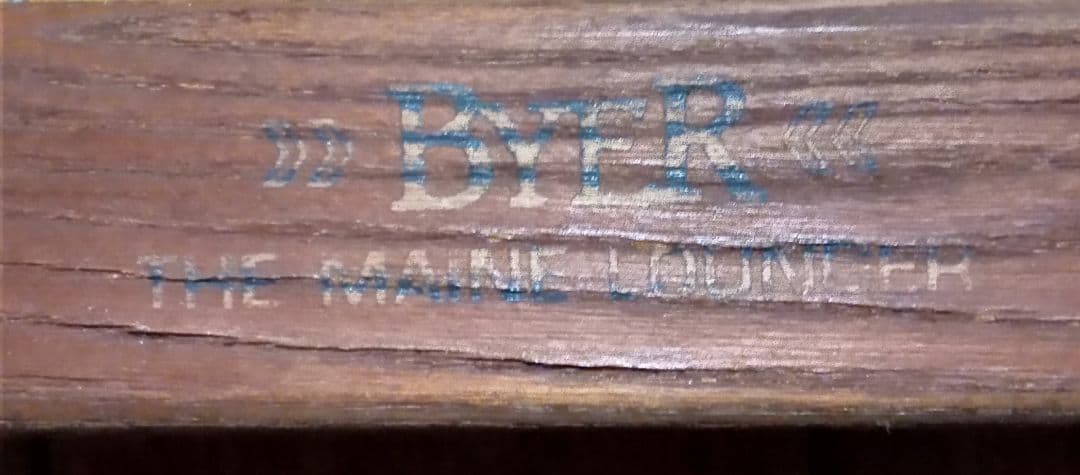 »» BYER ««
THE MAINE LOUNGER